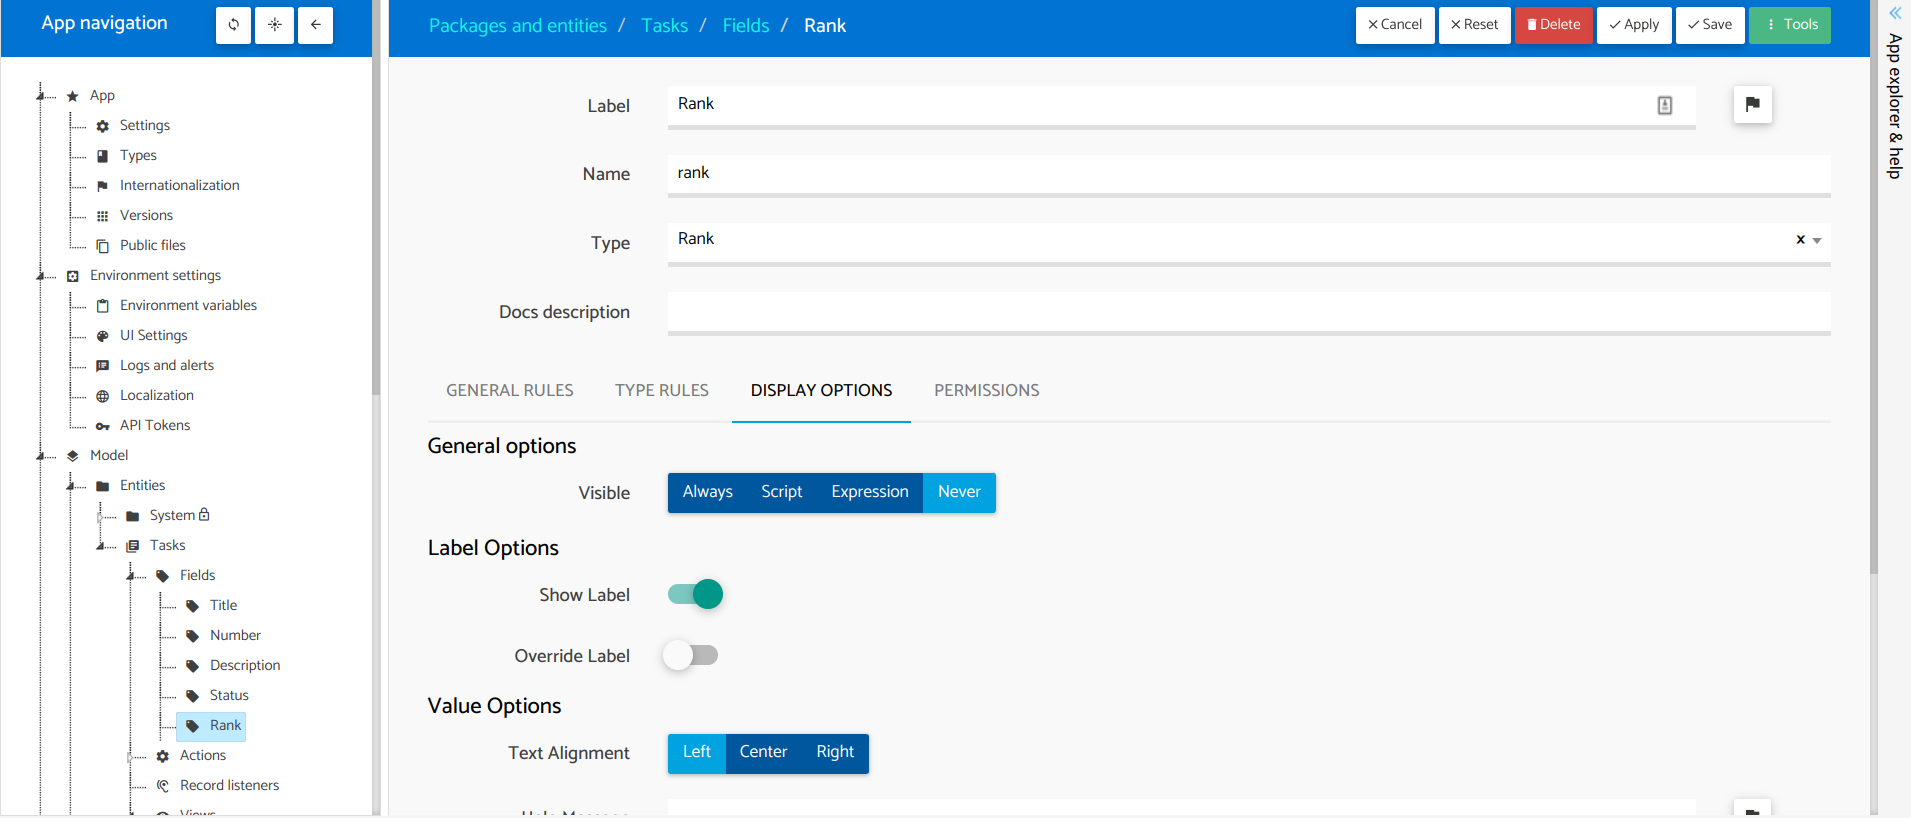 App navigation
Packages and entities / Tasks / Fields / Rank
Cancel Reset Delete Apply Save Tools
App explorer & help
App
Settings
Types
Internationalization
Versions
Public files
Environment settings
Environment variables
UI Settings
Logs and alerts
Localization
API Tokens
Model
Entities
System
Tasks
Fields
Title
Number
Description
Status
Rank
Actions
Record listeners
Views
Label Rank
Name rank
Type Rank x
Docs description
GENERAL RULES TYPE RULES DISPLAY OPTIONS PERMISSIONS
General options
Visible Always Script Expression Never
Label Options
Show Label
Override Label
Value Options
Text Alignment Left Center Right
Help Message